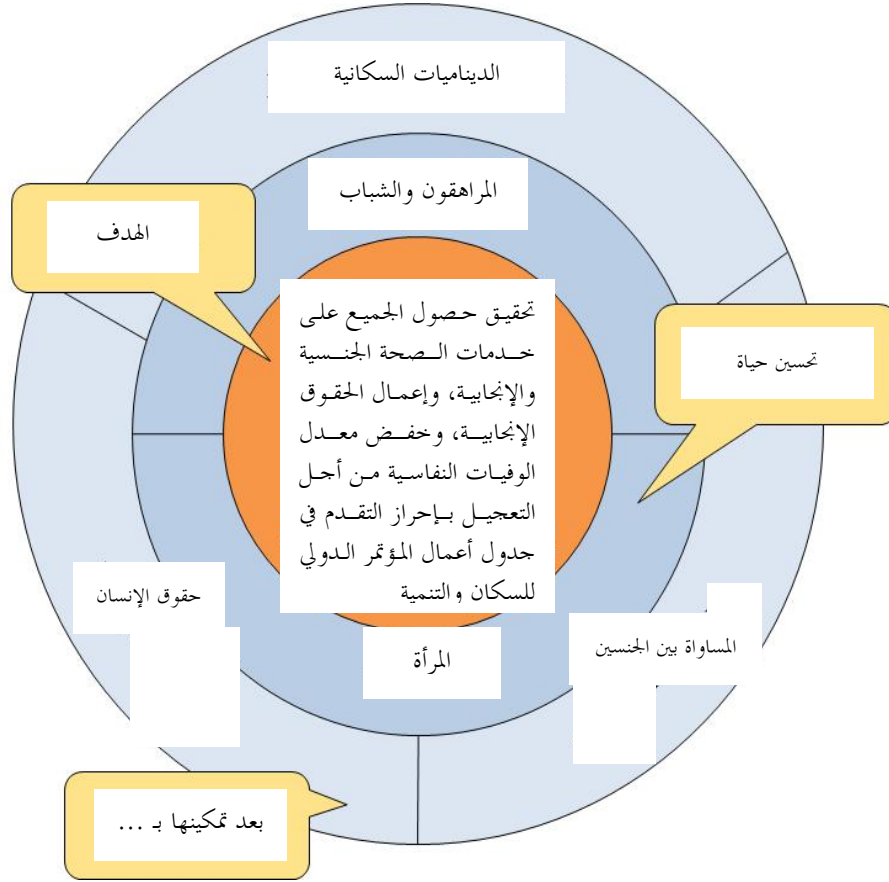 الديناميات السكانية
المراهقون والشباب
الهدف
تحقيق حصول الجميع على
خدمات الصحة الجنسية
والإنجابية، وإعمال الحقوق
الإنجابية، وخفض معدل
الوفيات النفاسية من أجل
التعجيل بإحراز التقدم في
جدول أعمال المؤتمر الدولي
للسكان والتنمية
تحسين حياة
حقوق الإنسان
المرأة
المساواة بين الجنسين
بعد تمكينها بـ ...